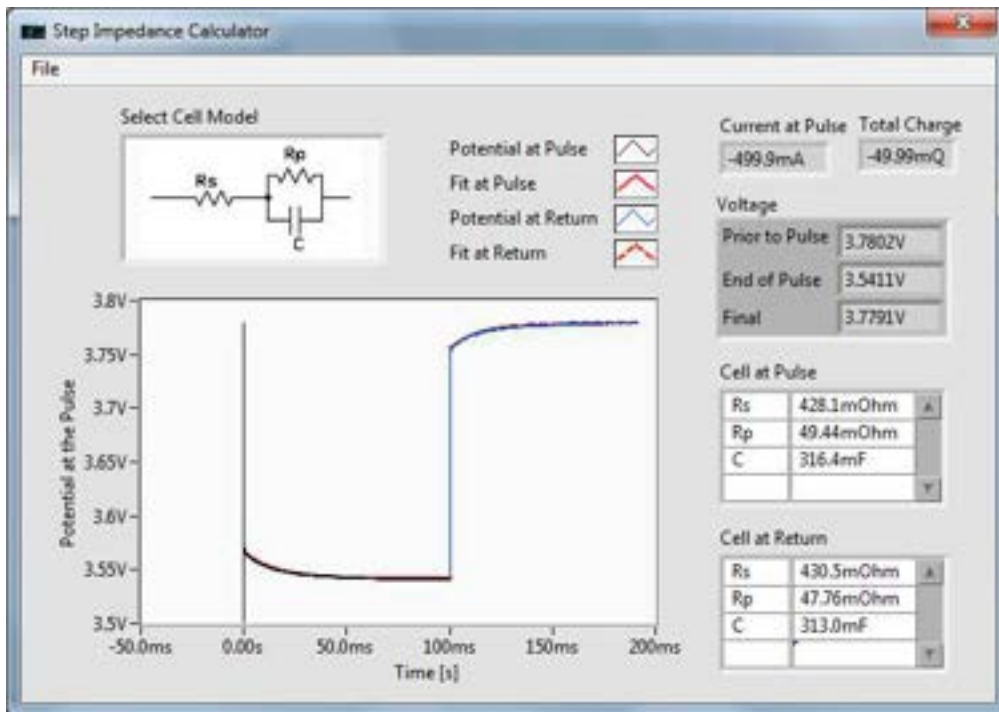 Step Impedance Calculator
File
Select Cell Model
Rs
Rp
C
Potential at Pulse
Fit at Pulse
Potential at Return
Fit at Return
Current at Pulse Total Charge
-499.9mA -49.99mQ
Voltage
Prior to Pulse 3.7802V
End of Pulse 3.5411V
Final 3.7791V
Cell at Pulse
Rs 428.1mOhm
Rp 49.44mOhm
C 316.4mF
Cell at Return
Rs 430.5mOhm
Rp 47.76mOhm
C 313.0mF
Potential at the Pulse
3.8V
3.75V
3.7V
3.65V
3.6V
3.55V
3.5V
-50.0ms 0.00s 50.0ms 100ms 150ms 200ms
Time [s]